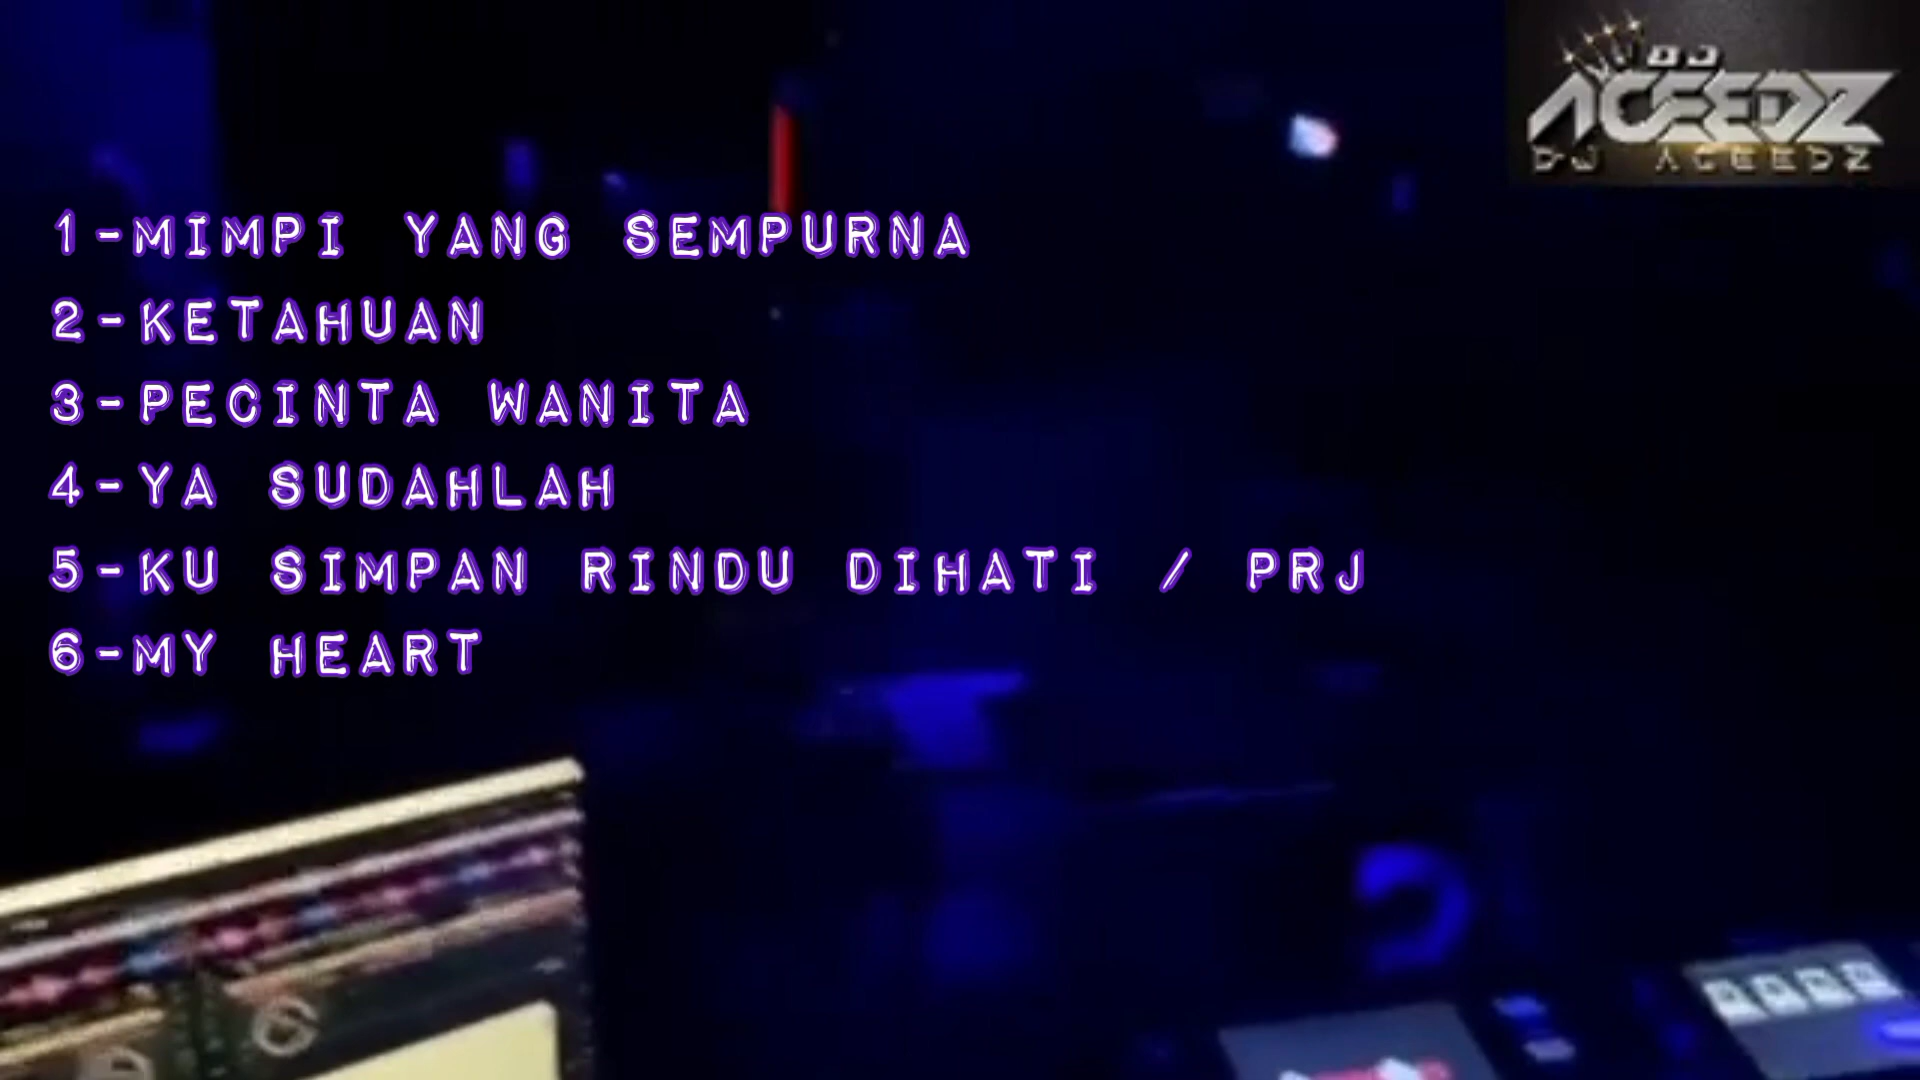 DJ
ACEEDZ
DJ ACEEDZ
1-MIMPI YANG SEMPURNA
2-KETAHUAN
3-PECINTA WANITA
4-YA SUDAHLAH
5-KU SIMPAN RINDU DIHATI / PRJ
6-MY HEART